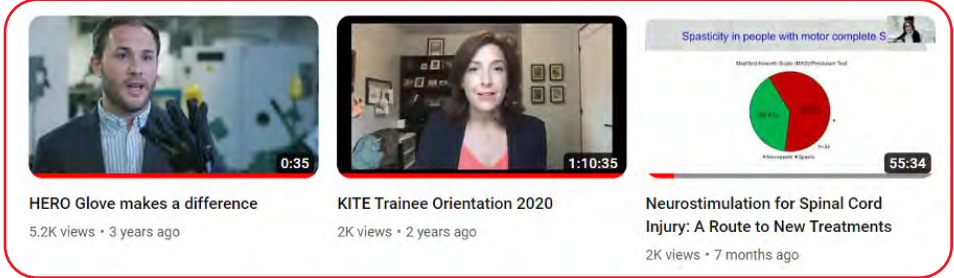 Spasticity in people with motor complete S
0:35
1:10:35
55:34
HERO Glove makes a difference
5.2K views • 3 years ago
KITE Trainee Orientation 2020
2K views • 2 years ago
Neurostimulation for Spinal Cord
Injury: A Route to New Treatments
2K views • 7 months ago